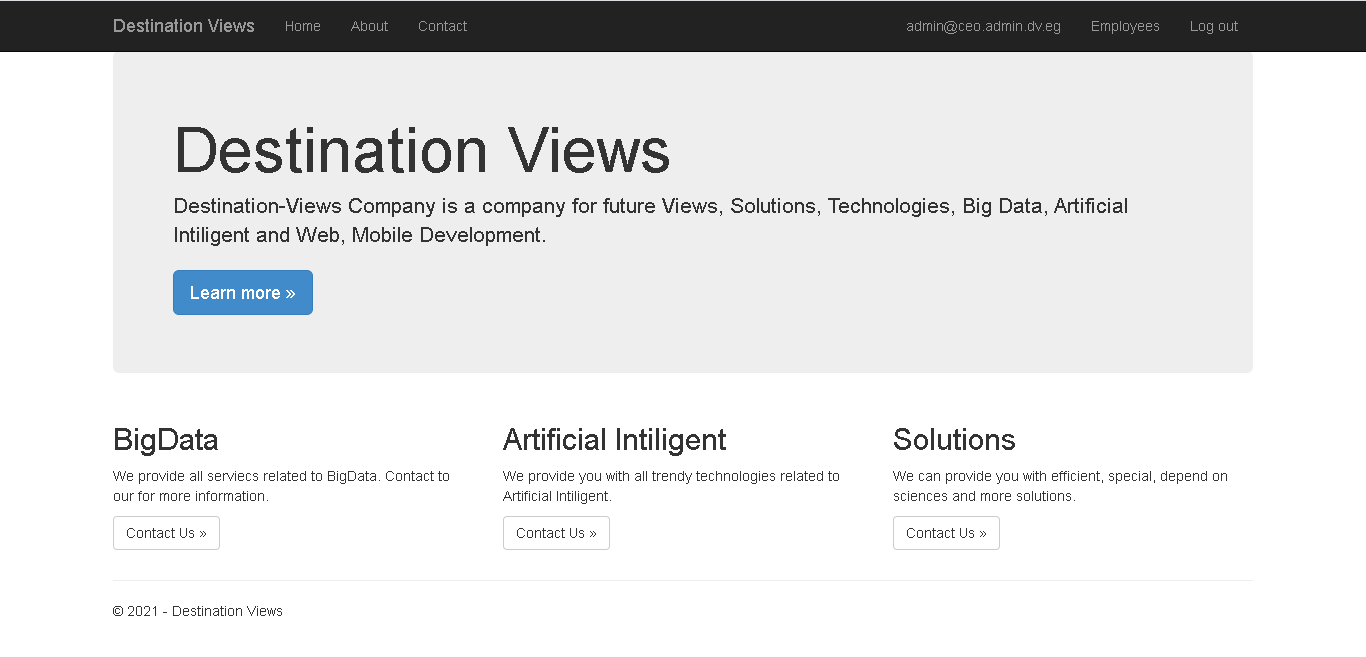 Destination Views Home About Contact admin@ceo.admin.dv.eg Employees Log out
Destination Views
Destination-Views Company is a company for future Views, Solutions, Technologies, Big Data, Artificial
Intiligent and Web, Mobile Development.
Learn more »
BigData
We provide all serviecs related to BigData. Contact to
our for more information.
Contact Us »
Artificial Intiligent
We provide you with all trendy technologies related to
Artificial Intiligent.
Contact Us »
Solutions
We can provide you with efficient, special, depend on
sciences and more solutions.
Contact Us »
© 2021 - Destination Views